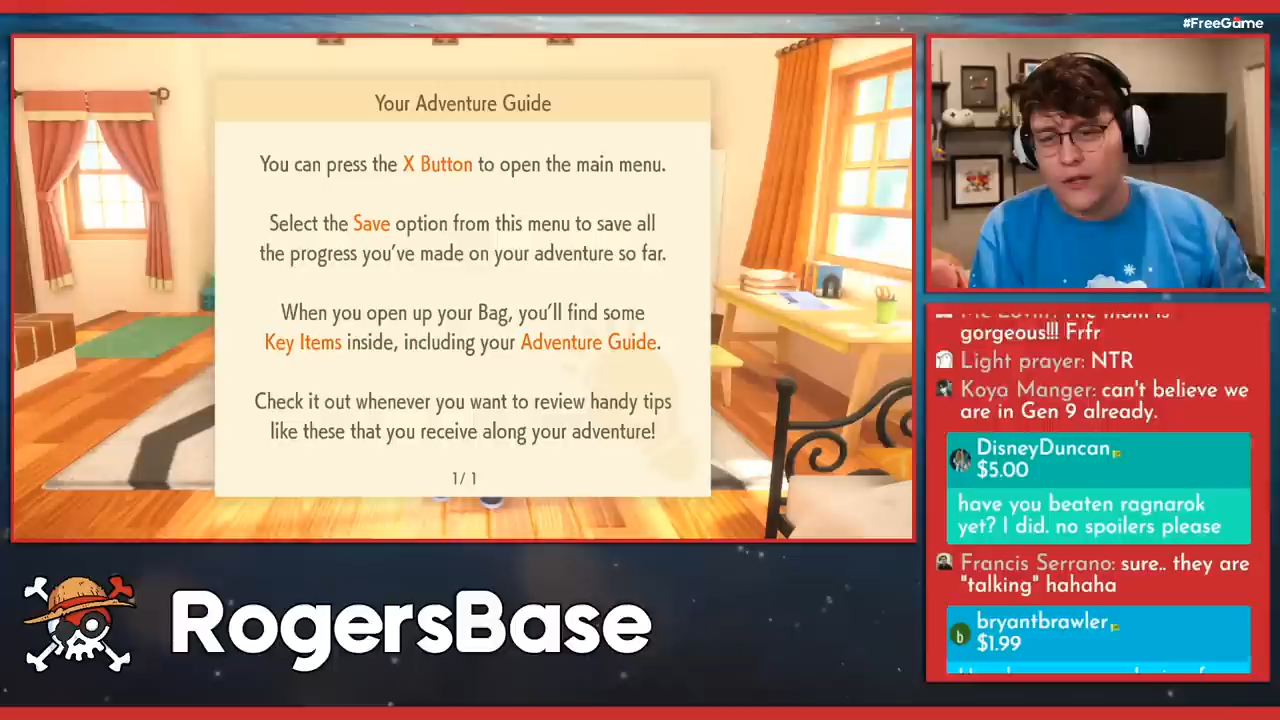 #FreeGame
Your Adventure Guide
You can press the X Button to open the main menu.
Select the Save option from this menu to save all
the progress you've made on your adventure so far.
When you open up your Bag, you'll find some
Key Items inside, including your Adventure Guide.
Check it out whenever you want to review handy tips
like these that you receive along your adventure!
1/1
gorgeous!!! Frfr
Light prayer: NTR
Koyo Manger: can't believe we
are in Gen 9 already.
DisneyDuncan
$5.00
have you beaten ragnarok
yet? I did. no spoilers please
Francis Serrano: sure.. they are
"talking" hahaha
bryantbrawler
b
$1.99
RogersBase